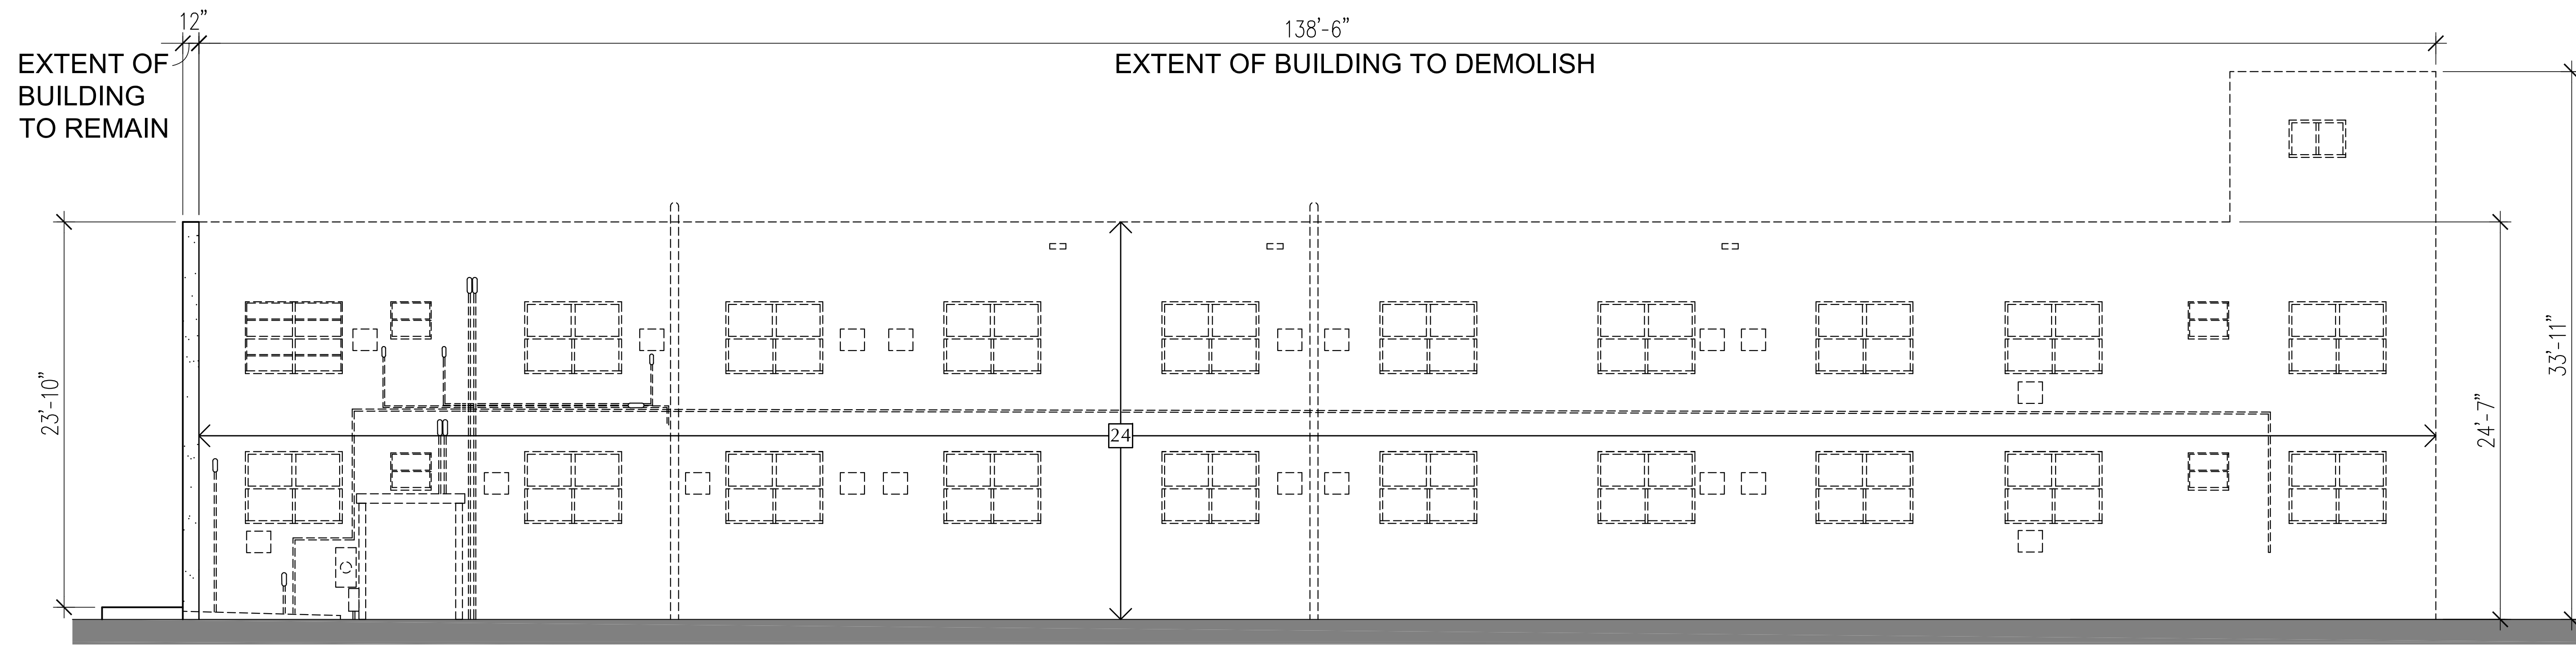 12”
138’-6”
EXTENT OF
BUILDING
TO REMAIN
EXTENT OF BUILDING TO DEMOLISH
23’-10”
24
24’-7”
33’-11”